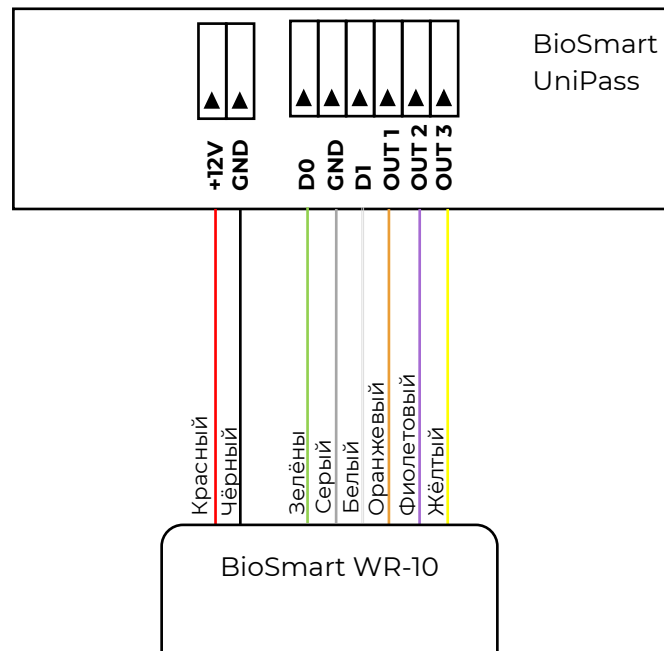 BioSmart
UniPass
+12V
GND
D0
GND
D1
OUT 1
OUT 2
OUT 3
Красный
Чёрный
Зелёны
Серый
Белый
Оранжевый
Фиолетовый
Жёлтый
BioSmart WR-10